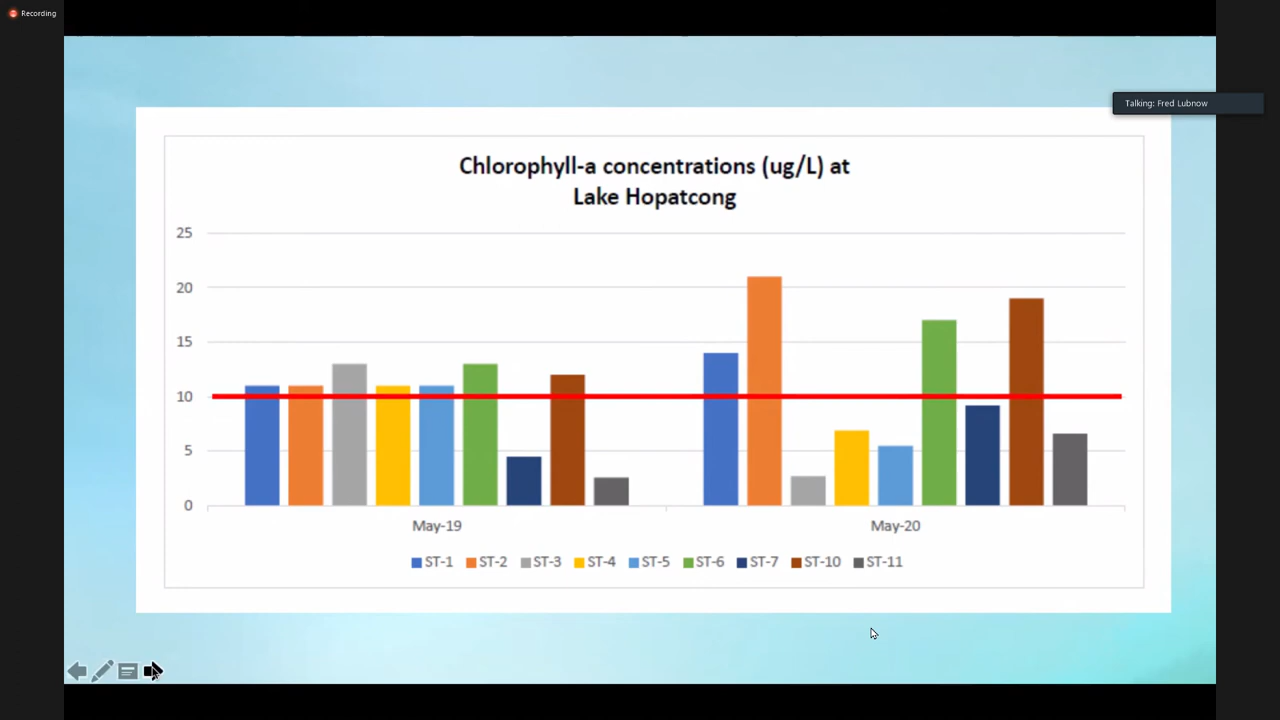 Recording
Talking: Fred Lubnow
Chlorophyll-a concentrations (ug/L) at
Lake Hopatcong
25
20
15
10
5
0
May-19 May-20
ST-1 ST-2 ST-3 ST-4 ST-5 ST-6 ST-7 ST-10 ST-11